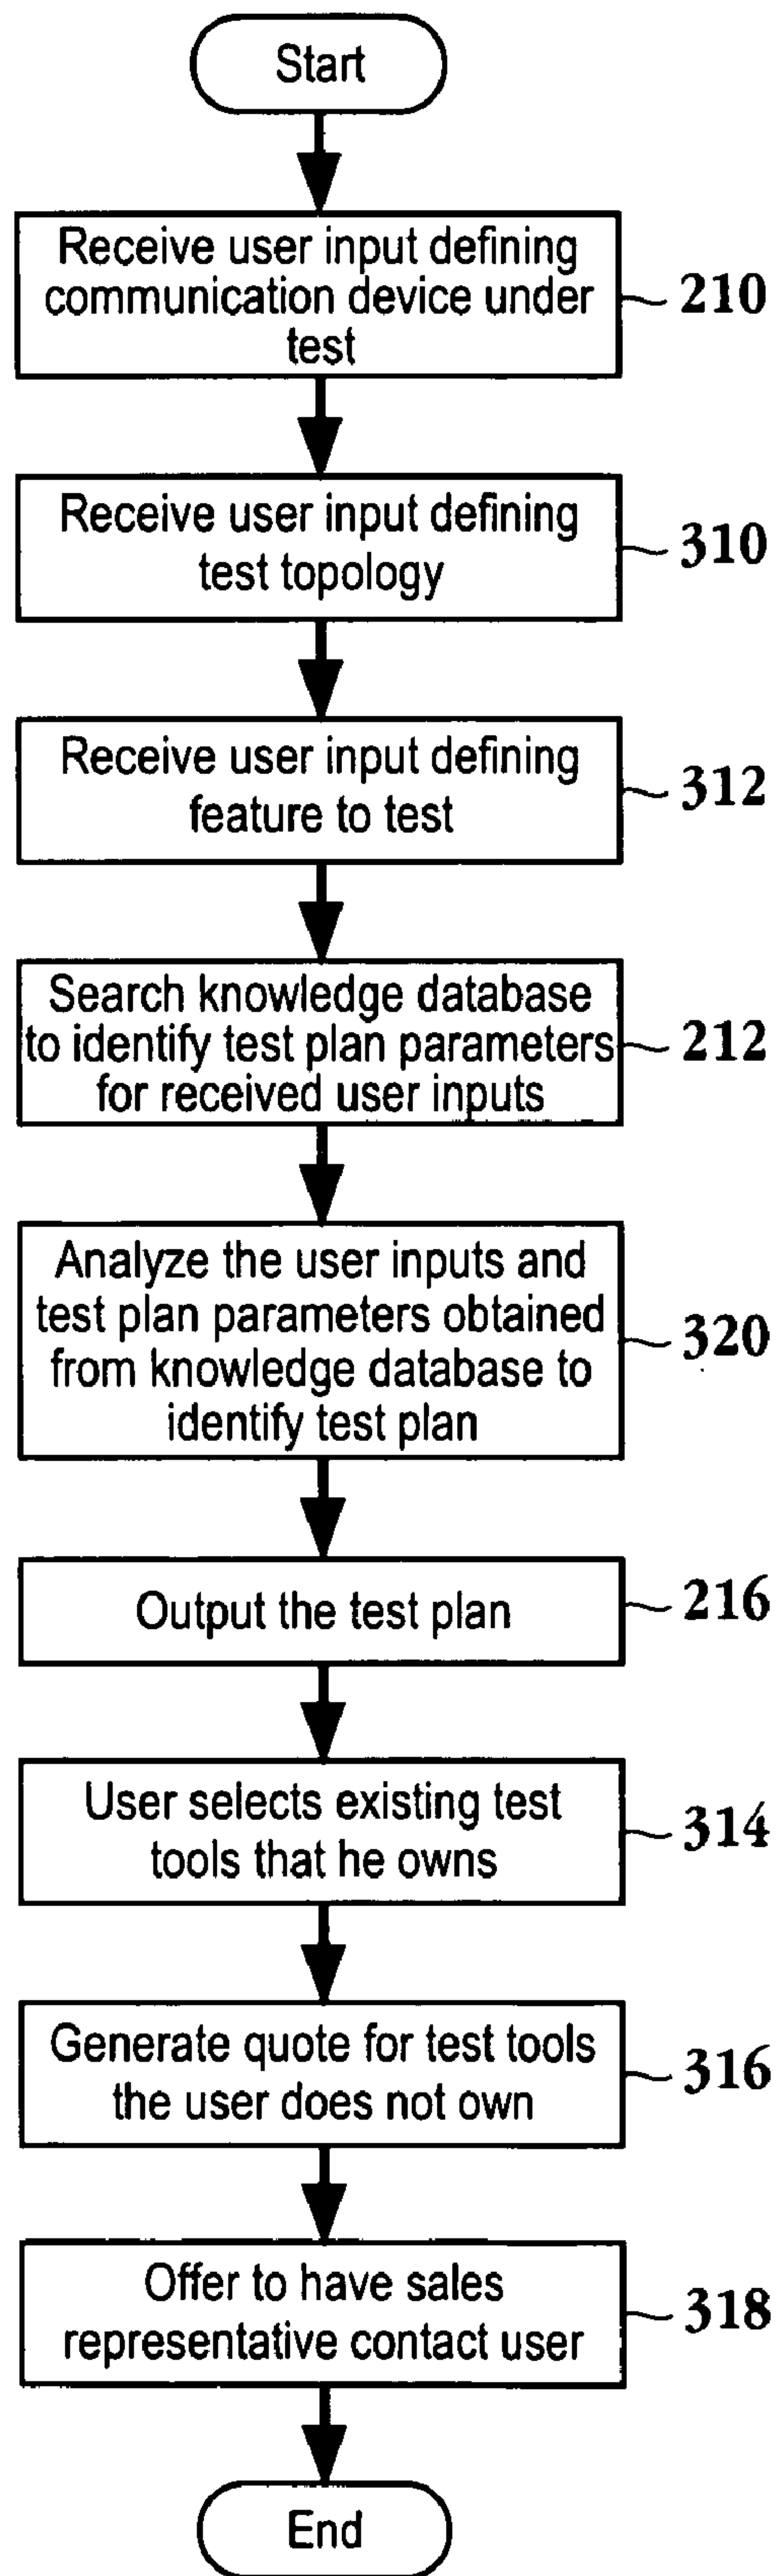 Start
Receive user input defining
communication device under
test
210
Receive user input defining
test topology
310
Receive user input defining
feature to test
312
Search knowledge database
to identify test plan parameters
for received user inputs
212
Analyze the user inputs and
test plan parameters obtained
from knowledge database to
identify test plan
320
Output the test plan
216
User selects existing test
tools that he owns
314
Generate quote for test tools
the user does not own
316
Offer to have sales
representative contact user
318
End